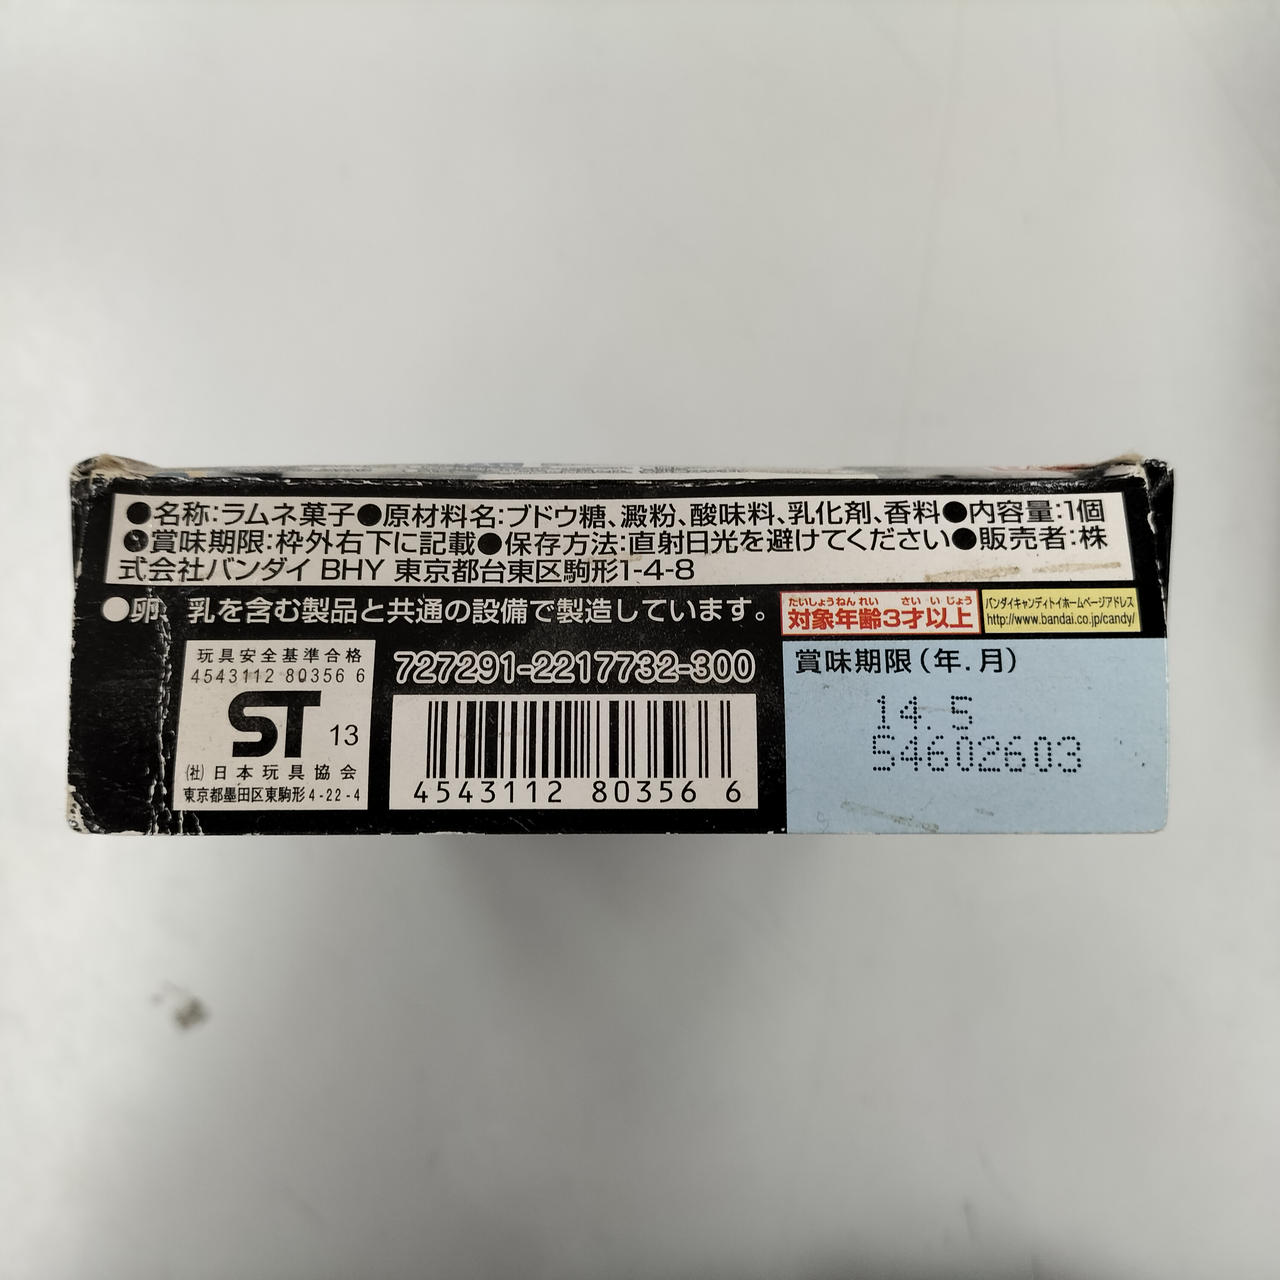 ●名称:ラムネ菓子●原材料名:ブドウ糖、澱粉、酸味料、乳化剤、香料●内容量:1個
●賞味期限:枠外右下に記載●保存方法:直射日光を避けてください●販売者:株
式会社バンダイ BHY 東京都台東区駒形1-4-8
●卵、乳を含む製品と共通の設備で製造しています。
たいしょうねんれい さいいじょう
対象年齢3才以上
バンダイキャンディトイホームページアドレス
http://www.bandai.co.jp/candy/
玩具安全基準合格
4543112 80356 6
ST 13
(社)日本玩具協会
東京都墨田区東駒形4-22-4
727291-2217732-300
4543112 80356 6
賞味期限(年.月)
14.5
54602603